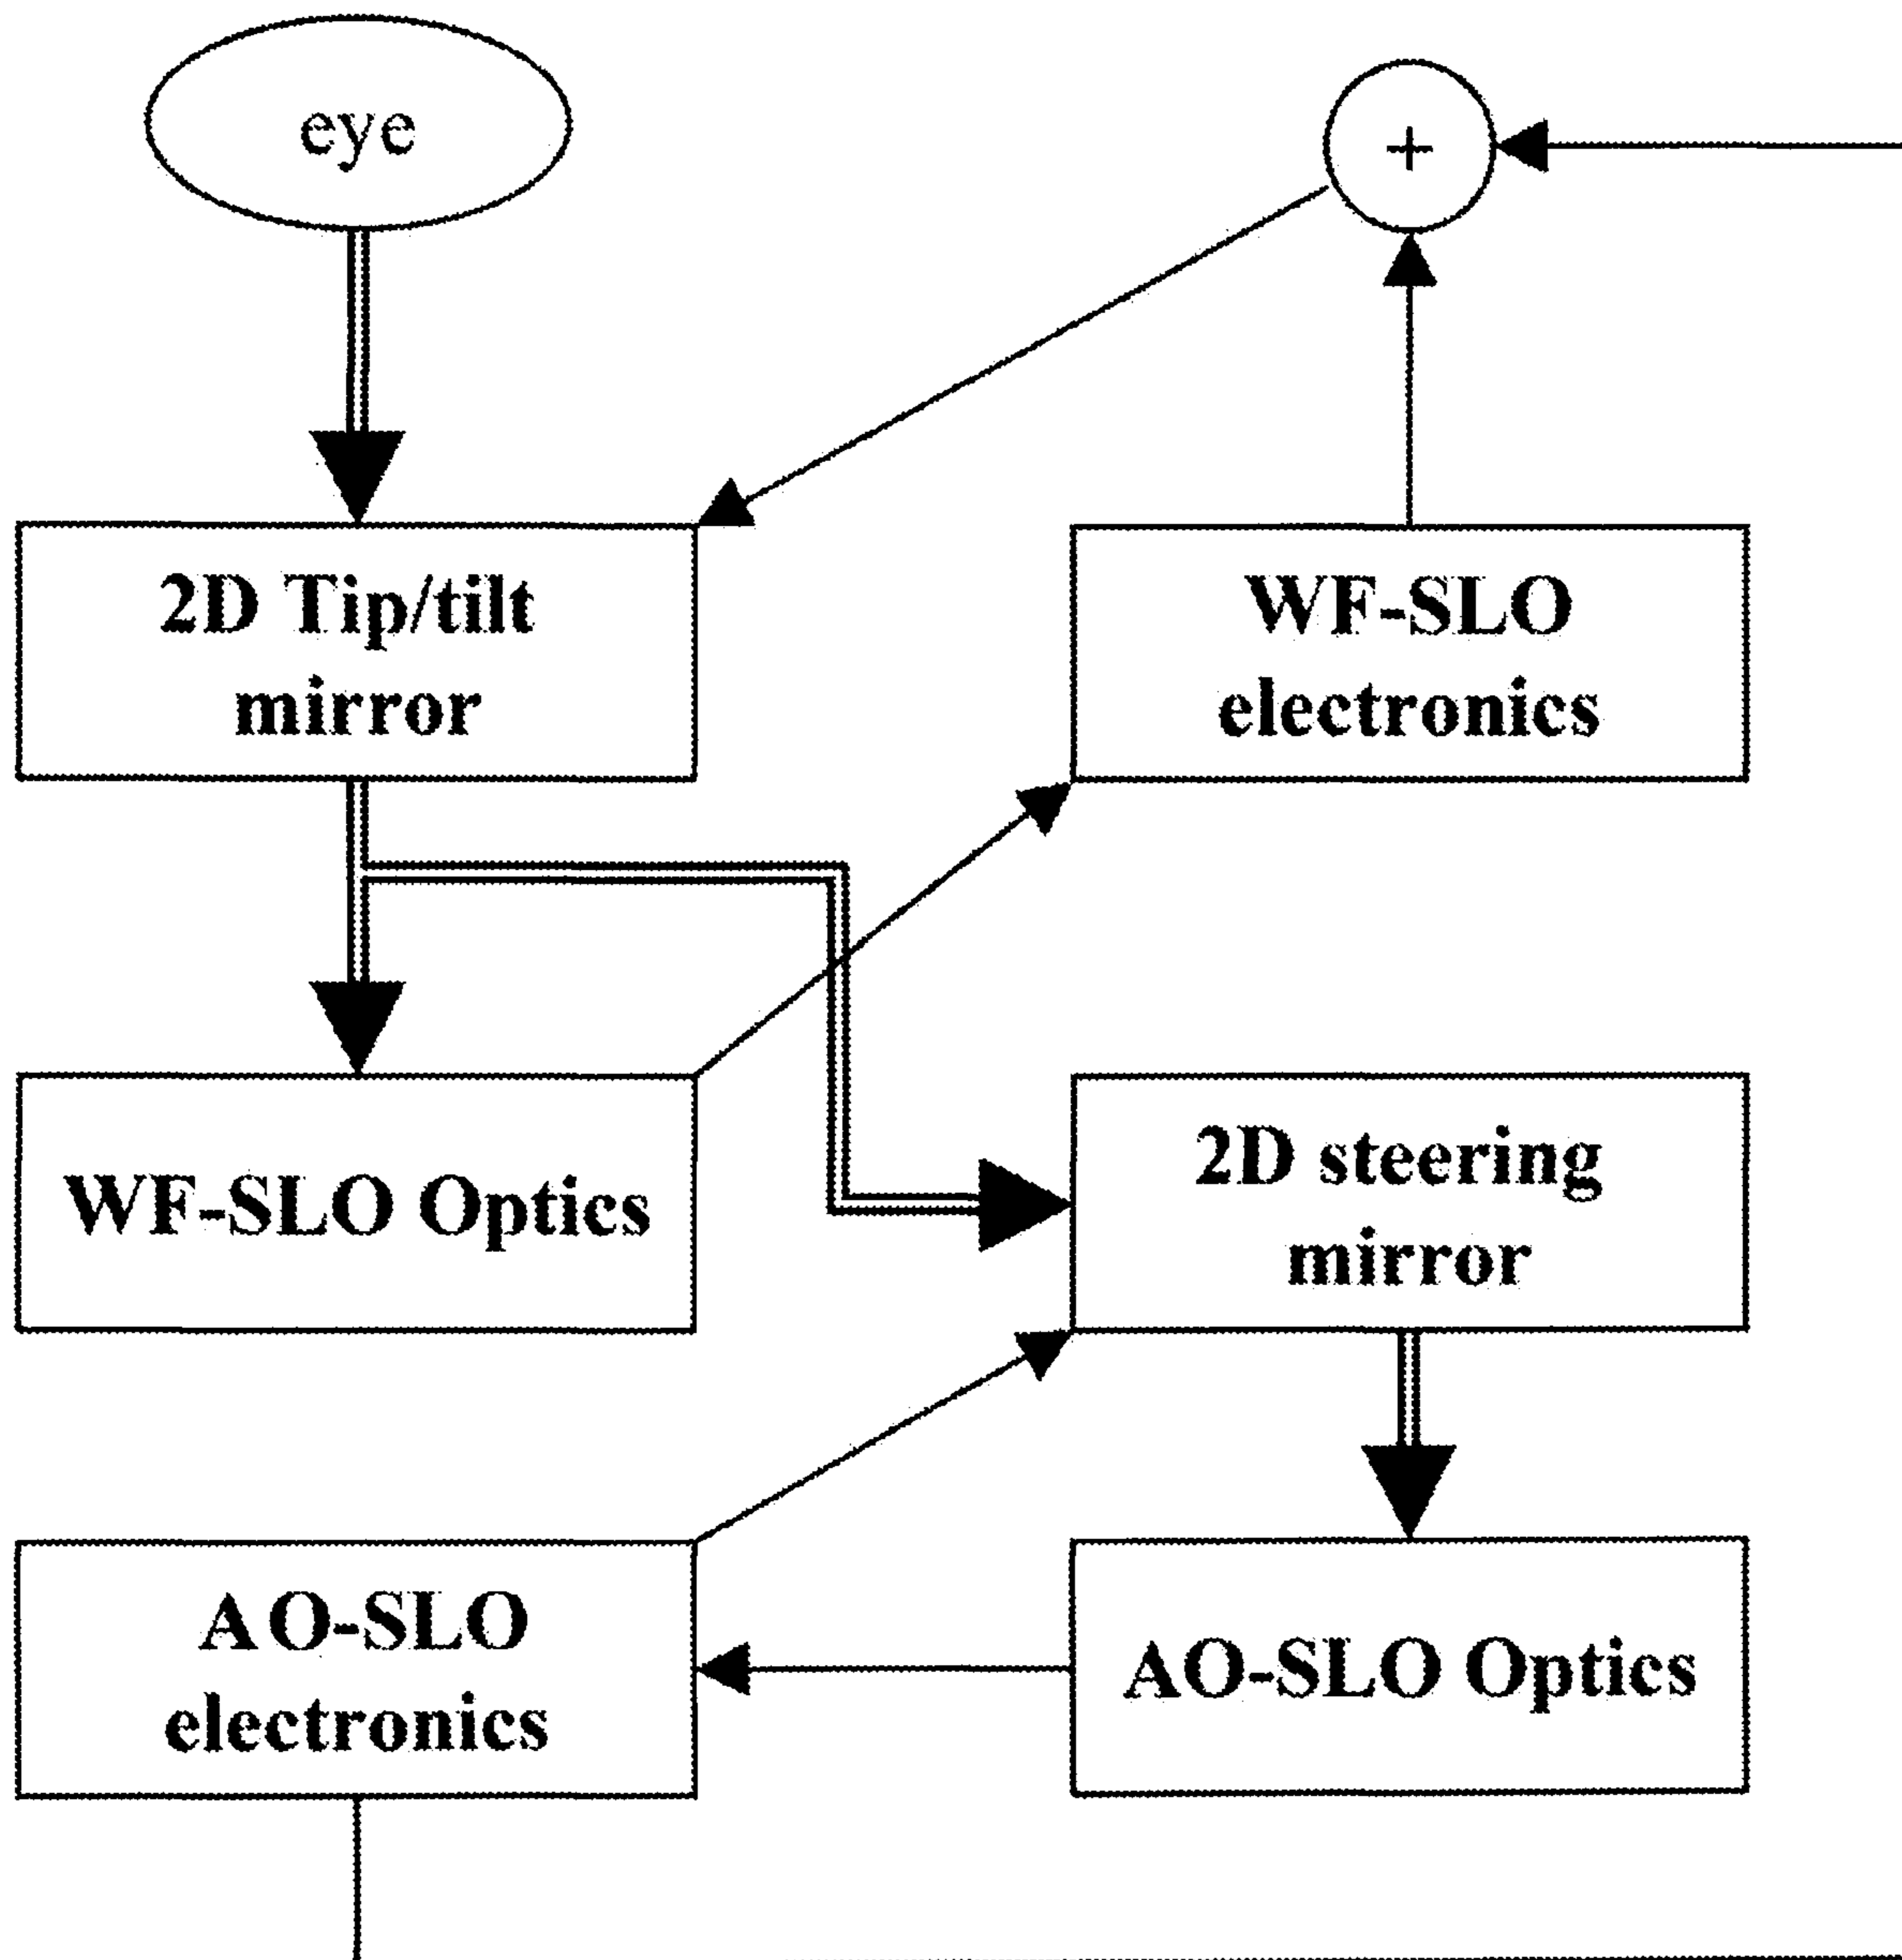 eye
+
2D Tip/tilt
mirror
WF-SLO
electronics
WF-SLO Optics
2D steering
mirror
AO-SLO
electronics
AO-SLO Optics